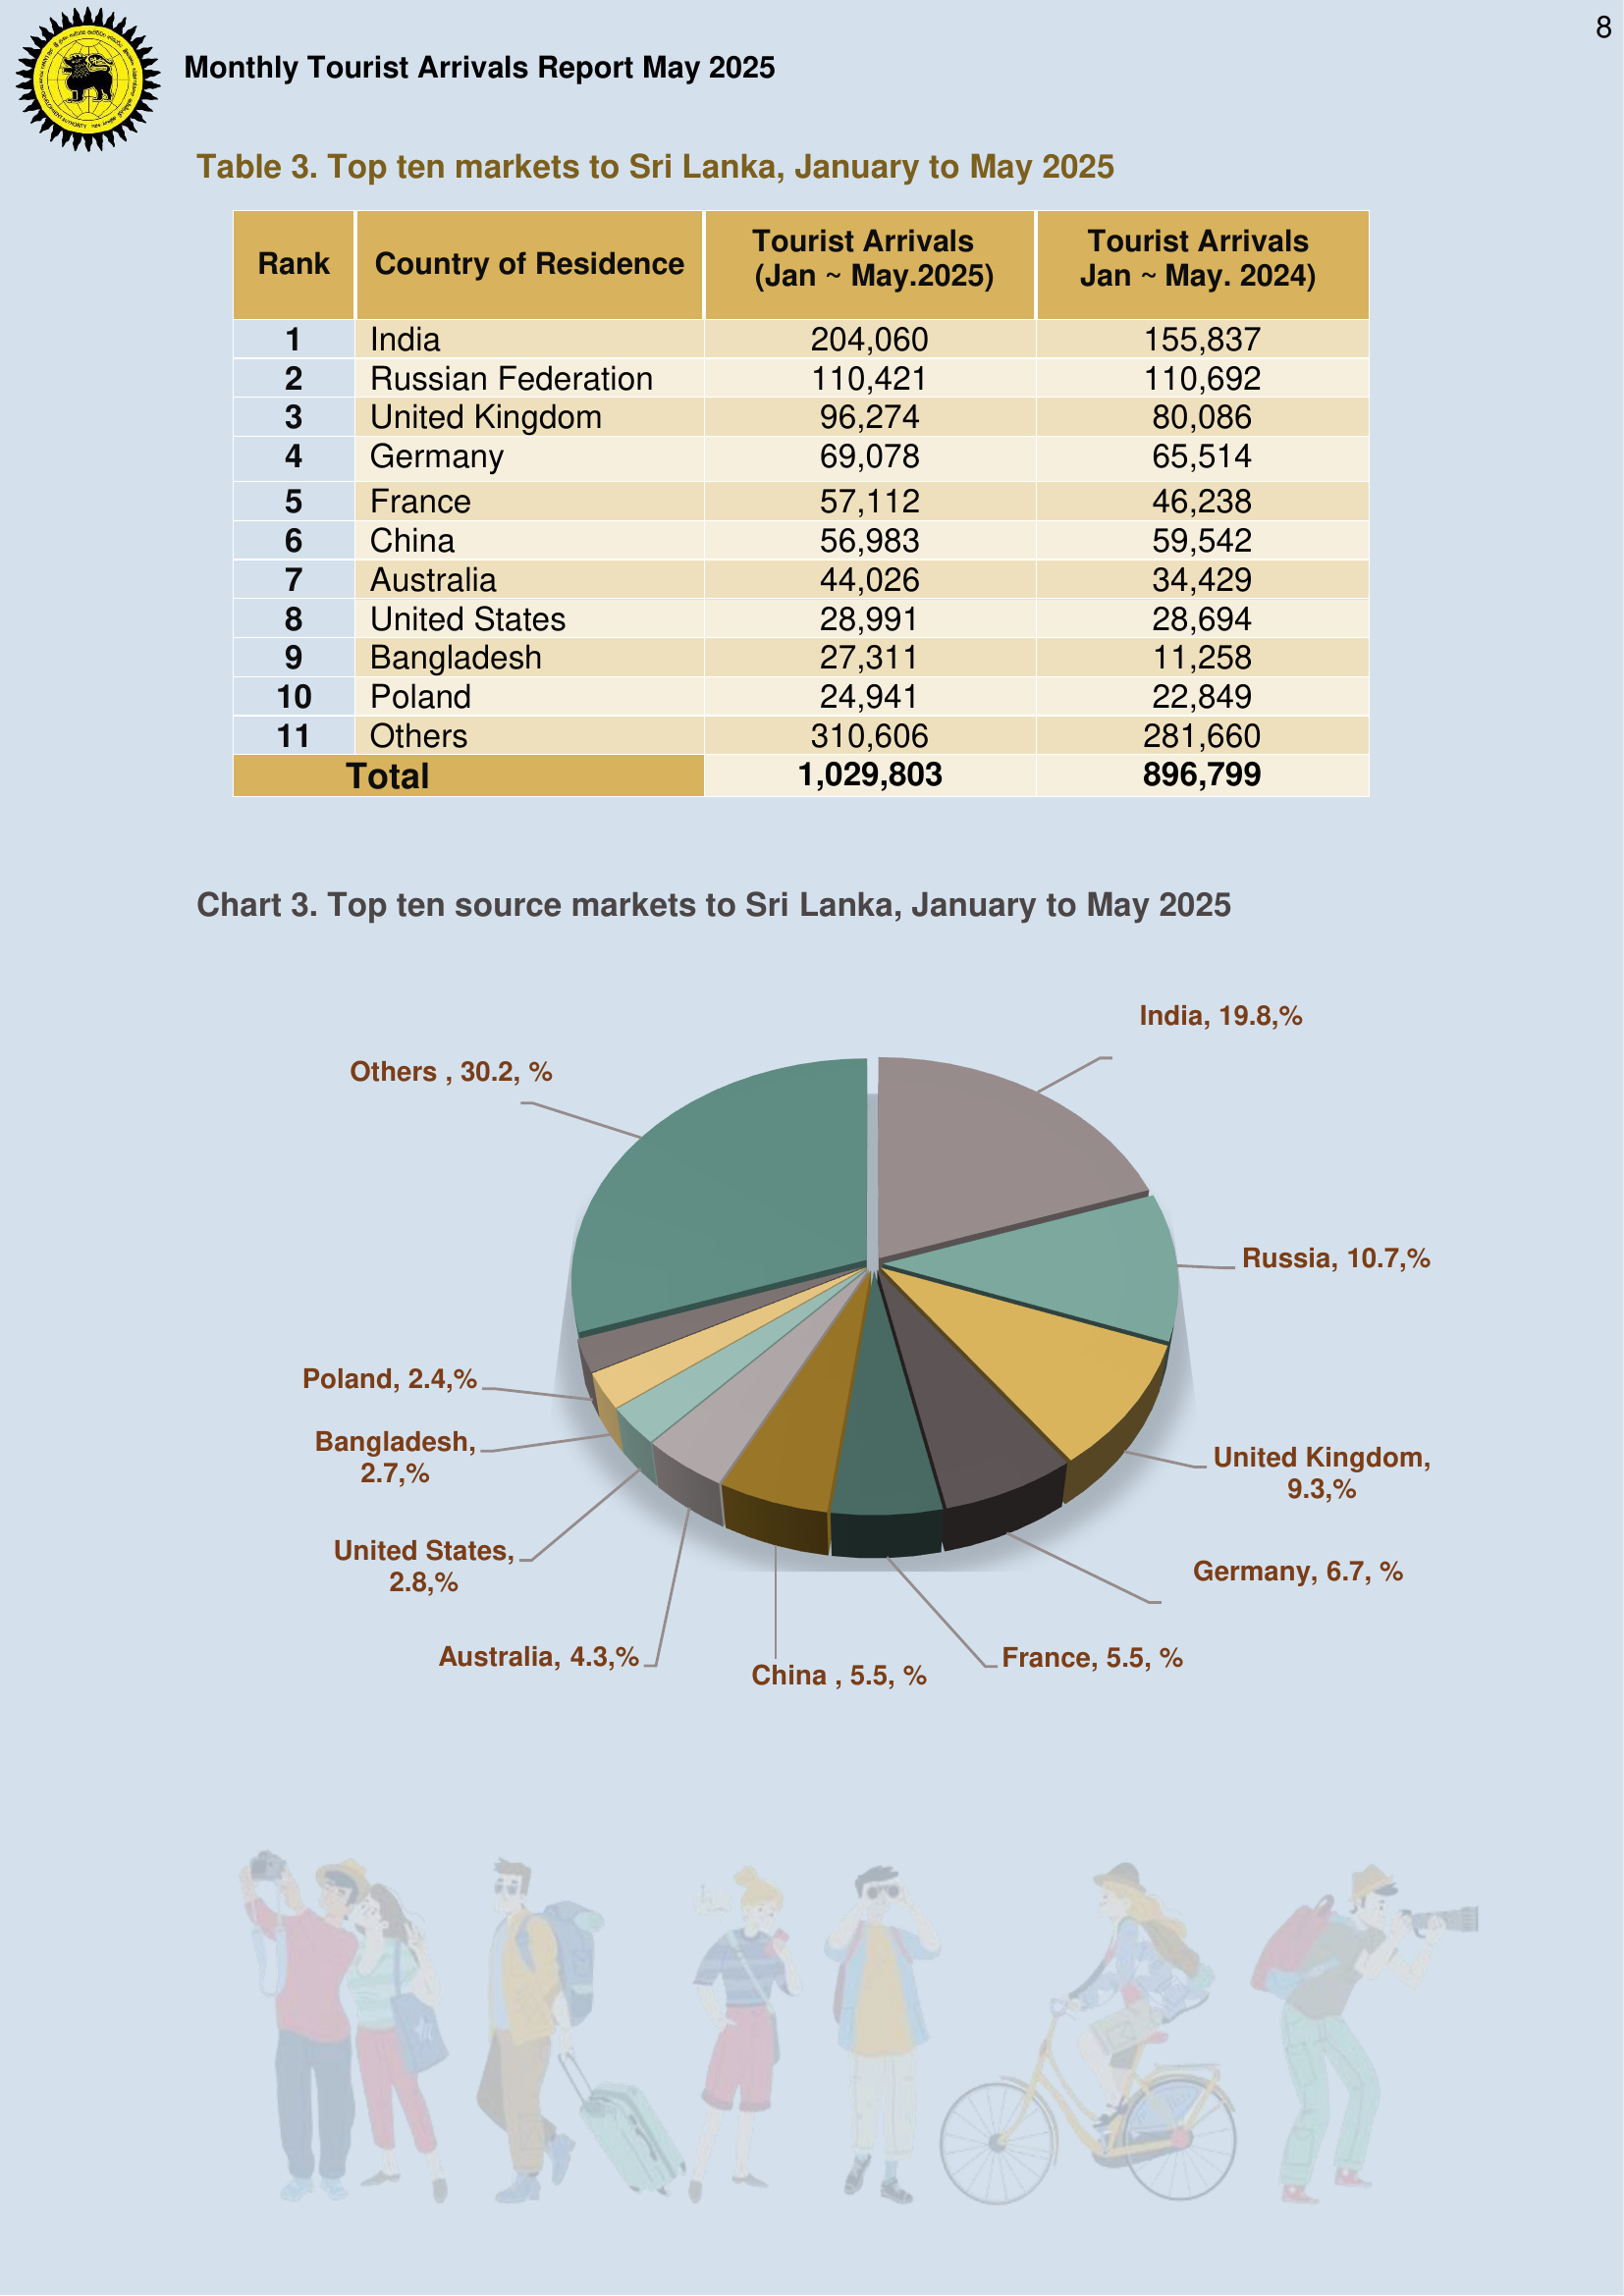 8
Monthly Tourist Arrivals Report May 2025
Table 3. Top ten markets to Sri Lanka, January to May 2025
Rank Country of Residence Tourist Arrivals (Jan ~ May.2025) Tourist Arrivals Jan ~ May. 2024)
1 India 204,060 155,837
2 Russian Federation 110,421 110,692
3 United Kingdom 96,274 80,086
4 Germany 69,078 65,514
5 France 57,112 46,238
6 China 56,983 59,542
7 Australia 44,026 34,429
8 United States 28,991 28,694
9 Bangladesh 27,311 11,258
10 Poland 24,941 22,849
11 Others 310,606 281,660
Total 1,029,803 896,799
Chart 3. Top ten source markets to Sri Lanka, January to May 2025
India, 19.8,%
Others , 30.2, %
Russia, 10.7,%
Poland, 2.4,%
Bangladesh,
2.7,%
United Kingdom,
9.3,%
United States,
2.8,%
Germany, 6.7, %
Australia, 4.3,%
China , 5.5, %
France, 5.5, %